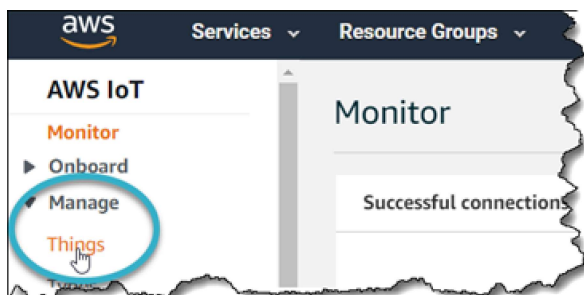 aws
Services
Resource Groups
AWS IoT
Monitor
Monitor
Onboard
Manage
Successful connections
Things